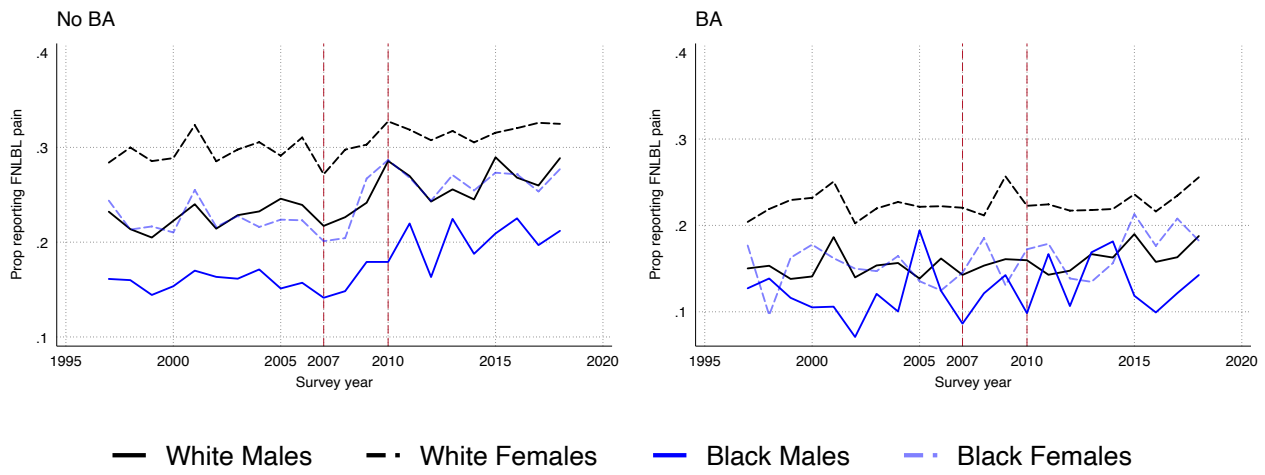 No BA
BA
Prop reporting FNLBL pain
.4
.3
.2
.1
1995
2000
2005
2007
2010
2015
2020
Survey year
Prop reporting FNLBL pain
.4
.3
.2
.1
1995
2000
2005
2007
2010
2015
2020
Survey year
White Males
White Females
Black Males
Black Females